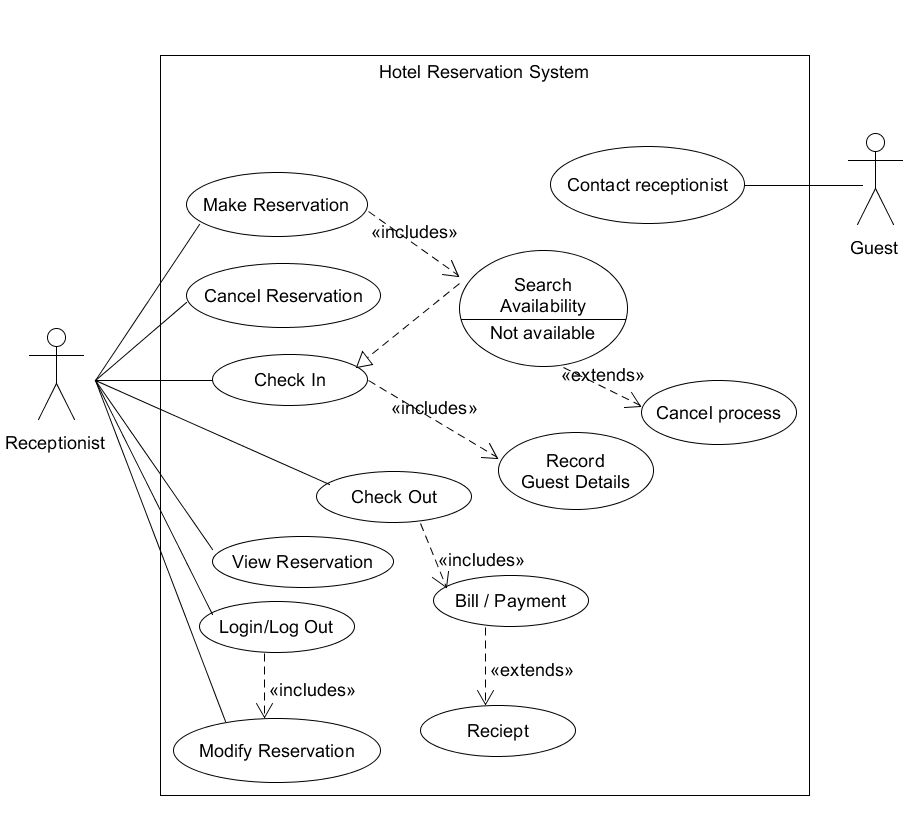 Hotel Reservation System
Contact receptionist
Make Reservation
«includes»
Guest
Search
Availability
Not available
Cancel Reservation
Check In
«extends»
«includes»
Cancel process
Receptionist
Record
Guest Details
Check Out
View Reservation
«includes»
Bill / Payment
Login/Log Out
«extends»
«includes»
Reciept
Modify Reservation